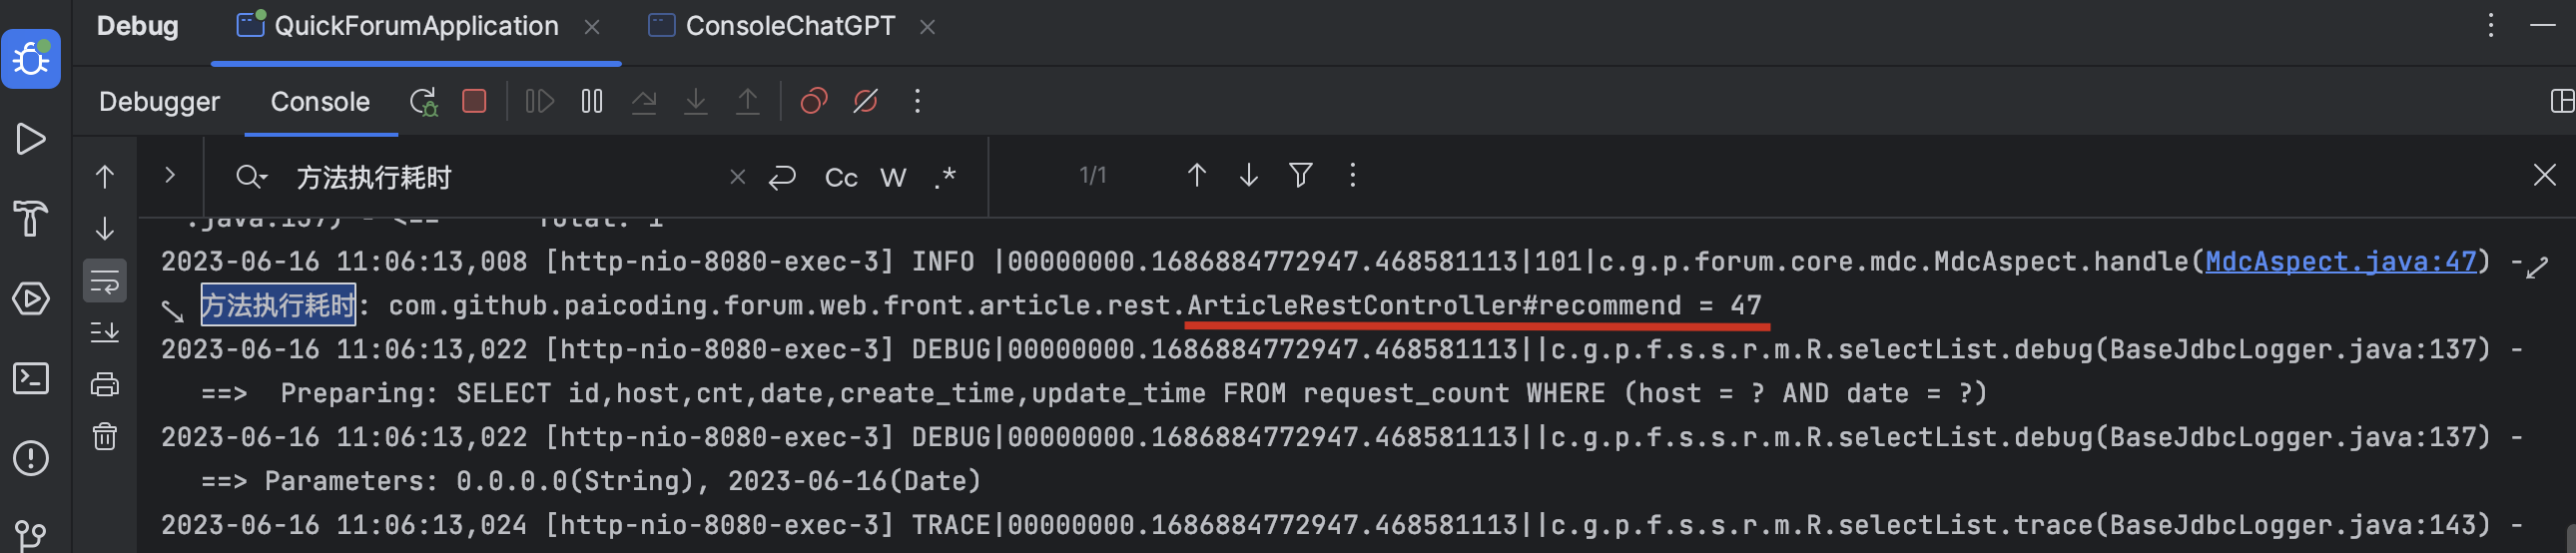 Debug QuickForumApplication ConsoleChatGPT
Debugger Console
方法执行耗时 Cc W .* 1/1
.java:137) - <== Total: 1
2023-06-16 11:06:13,008 [http-nio-8080-exec-3] INFO |00000000.1686884772947.468581113|101|c.g.p.forum.core.mdc.MdcAspect.handle(MdcAspect.java:47) -
方法执行耗时: com.github.paicoding.forum.web.front.article.rest.ArticleRestController#recommend = 47
2023-06-16 11:06:13,022 [http-nio-8080-exec-3] DEBUG|00000000.1686884772947.468581113||c.g.p.f.s.s.r.m.R.selectList.debug(BaseJdbcLogger.java:137) -
==>  Preparing: SELECT id,host,cnt,date,create_time,update_time FROM request_count WHERE (host = ? AND date = ?)
2023-06-16 11:06:13,022 [http-nio-8080-exec-3] DEBUG|00000000.1686884772947.468581113||c.g.p.f.s.s.r.m.R.selectList.debug(BaseJdbcLogger.java:137) -
==> Parameters: 0.0.0.0(String), 2023-06-16(Date)
2023-06-16 11:06:13,024 [http-nio-8080-exec-3] TRACE|00000000.1686884772947.468581113||c.g.p.f.s.s.r.m.R.selectList.trace(BaseJdbcLogger.java:143) -